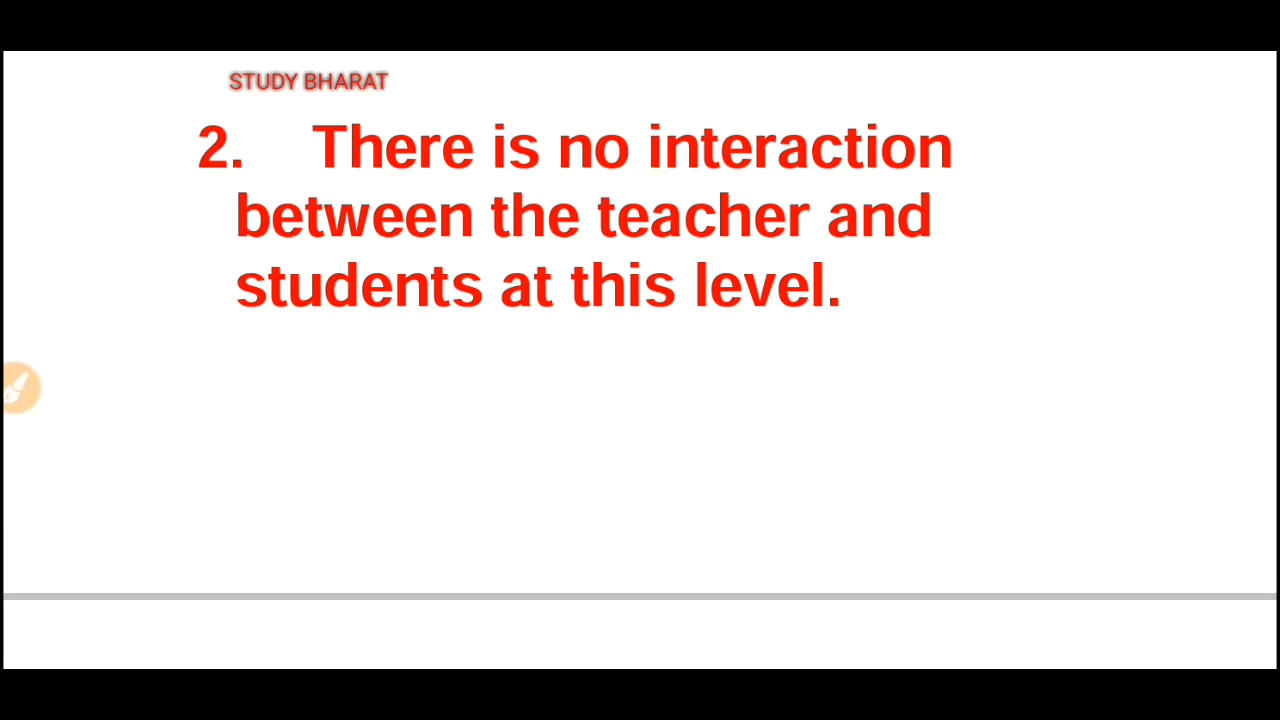 STUDY BHARAT
2. There is no interaction
between the teacher and
students at this level.